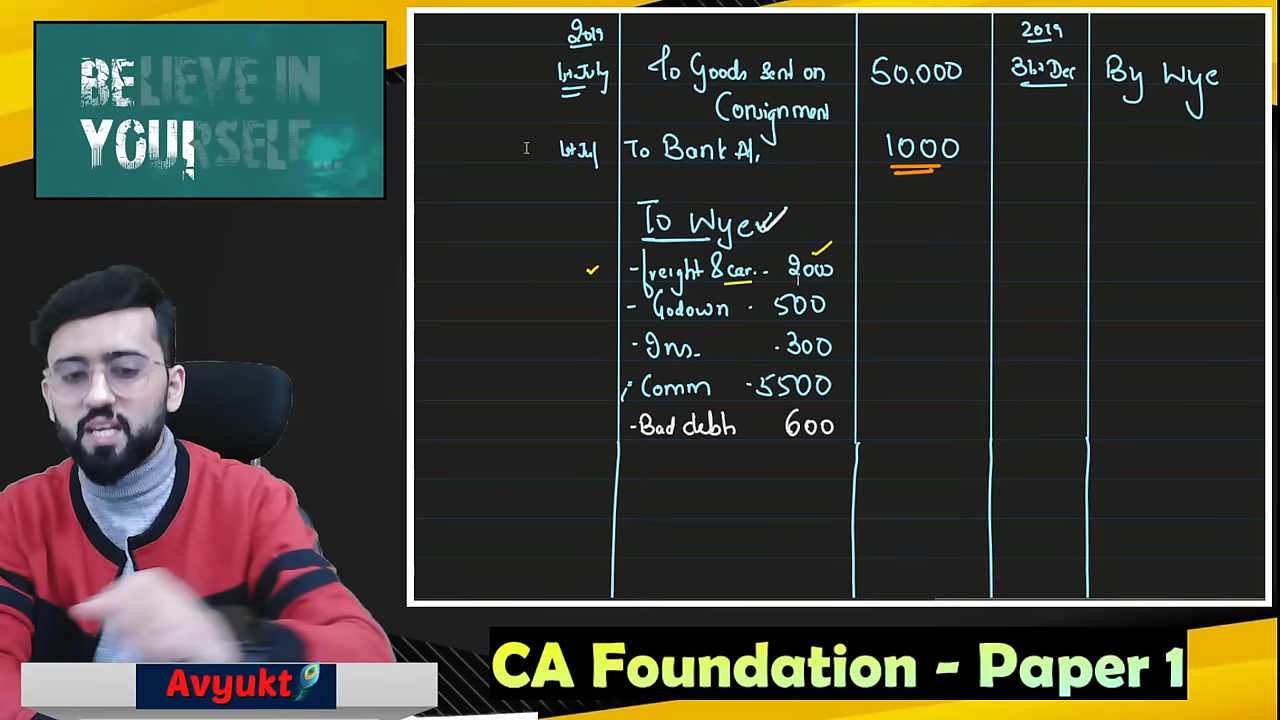 BELIEVE IN
YOURSELF
2019
1st July To Goods Sent on 50,000
Consignment
1st Jul To Bank A/c 1000
To Wye
- freight & car.. 2000
- Godown . 500
- Ins. . 300
- Comm . 5500
- Bad debts 600
2019
31st Dec By Wye
Avyukt
CA Foundation - Paper 1